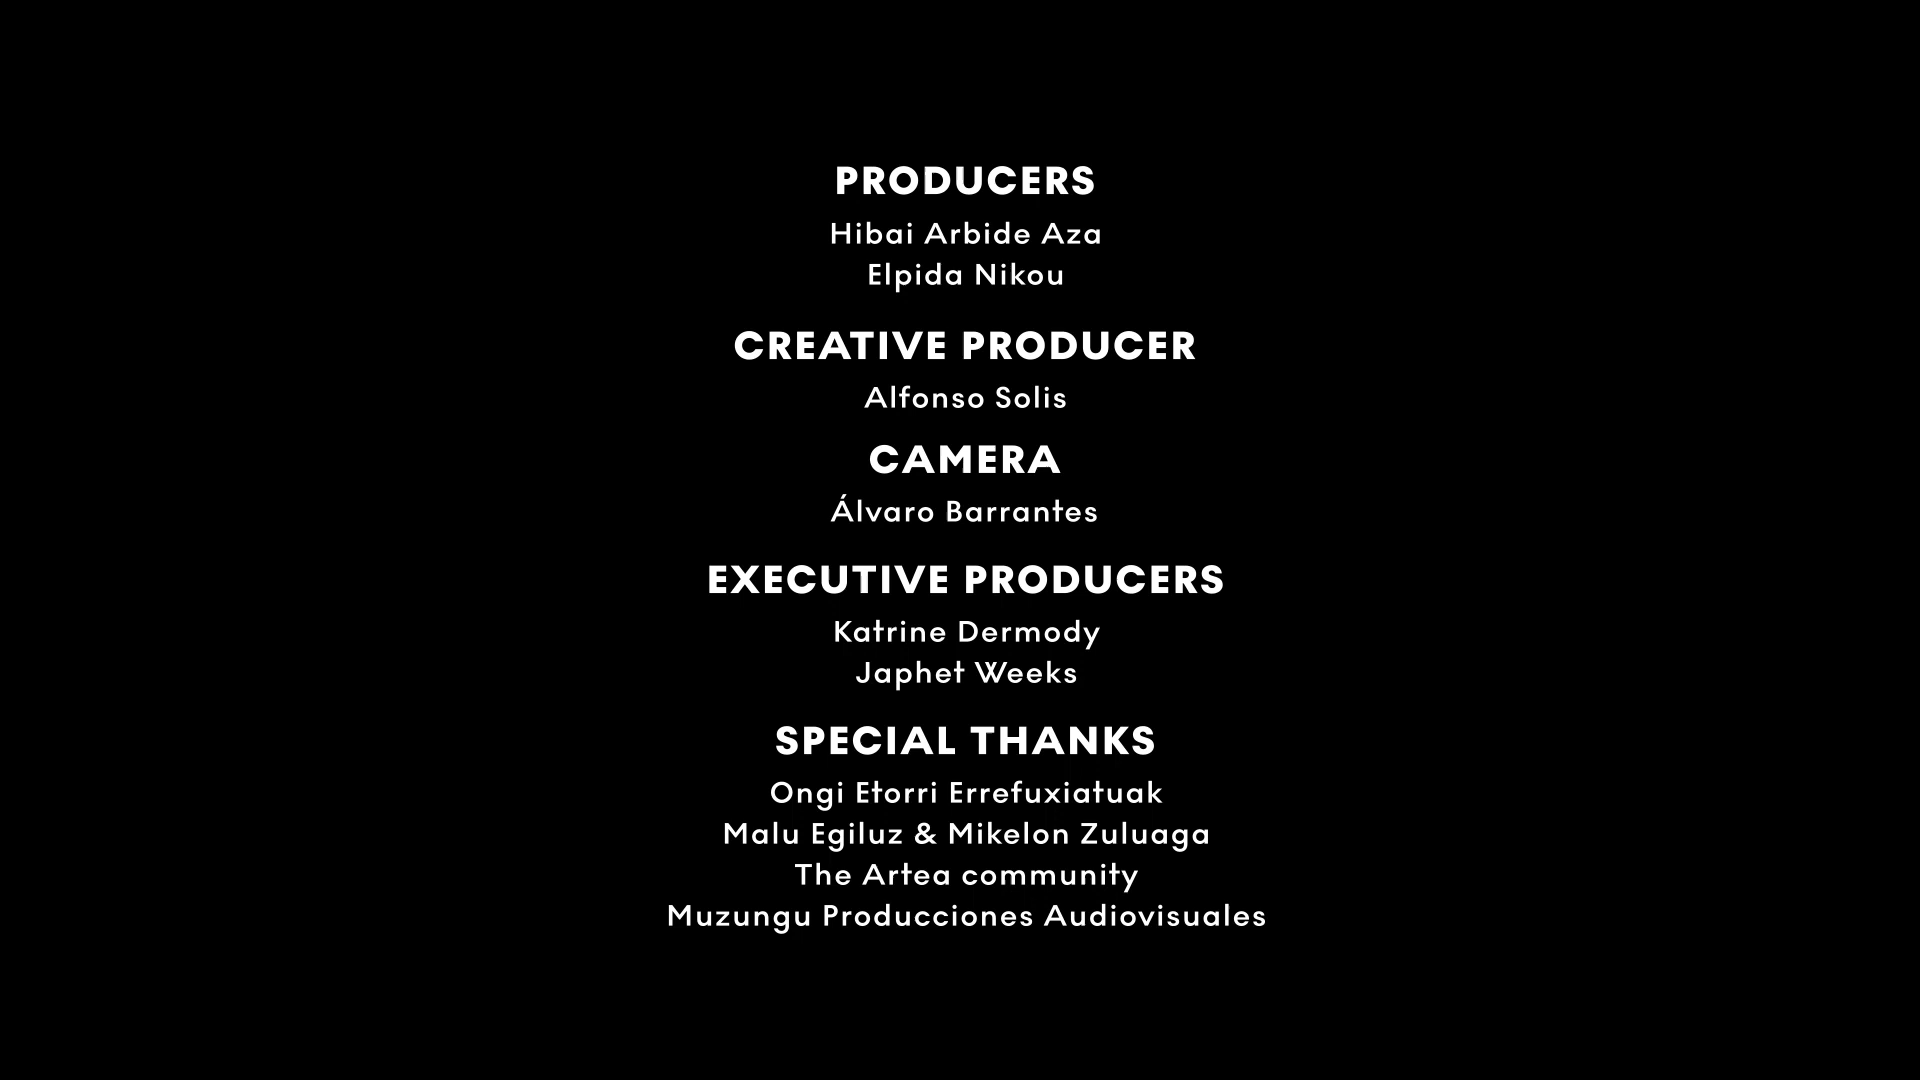 PRODUCERS
Hibai Arbide Aza
Elpida Nikou
CREATIVE PRODUCER
Alfonso Solis
CAMERA
Álvaro Barrantes
EXECUTIVE PRODUCERS
Katrine Dermody
Japhet Weeks
SPECIAL THANKS
Ongi Etorri Errefuxiatuak
Malu Egiluz & Mikelon Zuluaga
The Artea community
Muzungu Producciones Audiovisuales